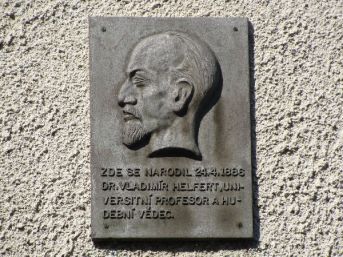 ZDE SE NARODIL 24.4.1886
DR. VLADIMÍR HELFERT, UNI-
VERSITNÍ PROFESOR A HU-
DEBNÍ VĚDEC.